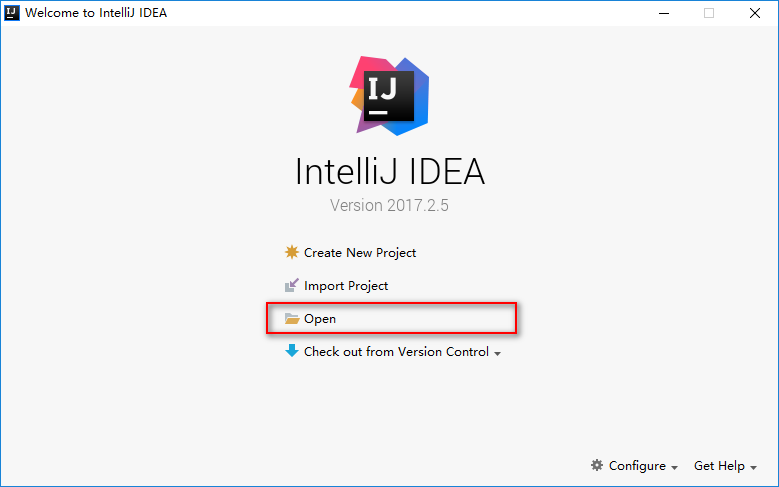 Welcome to IntelliJ IDEA
IJ
IntelliJ IDEA
Version 2017.2.5
Create New Project
Import Project
Open
Check out from Version Control
Configure
Get Help